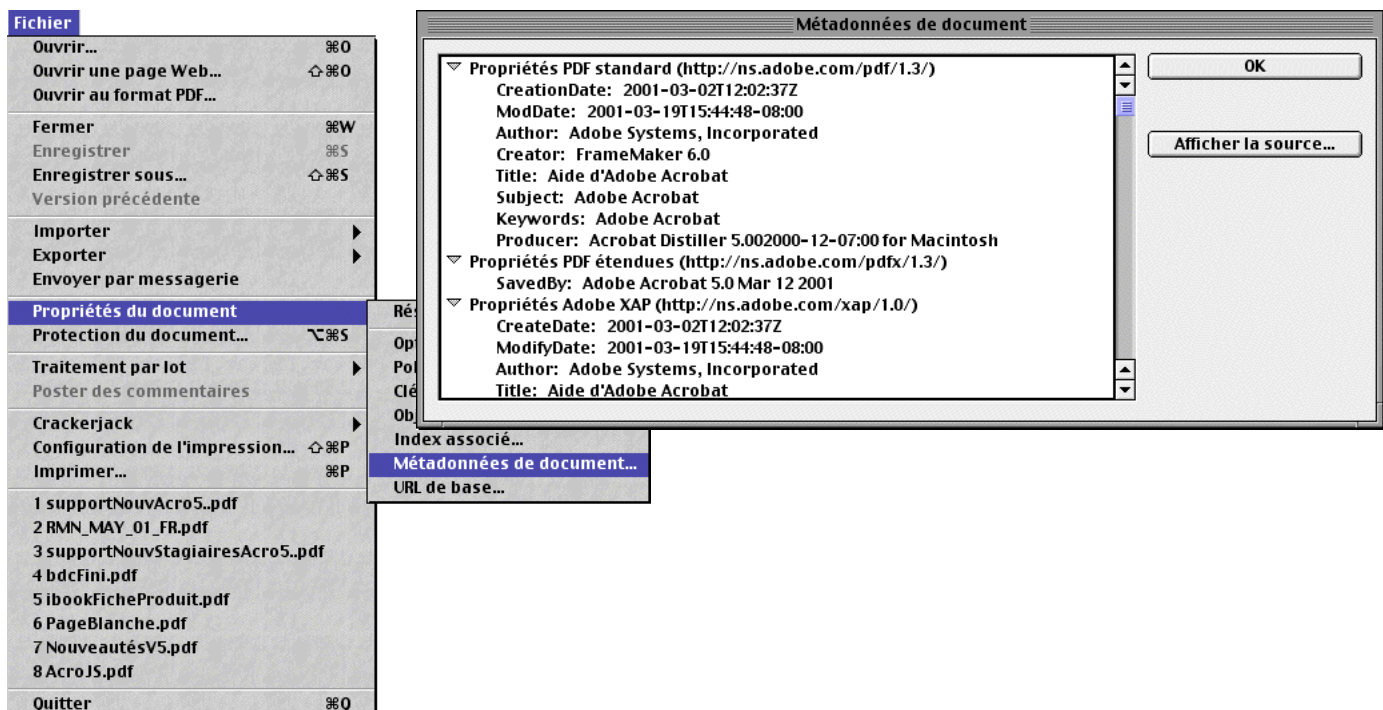 Fichier
Ouvrir... ⌘O
Ouvrir une page Web... ⇧⌘O
Ouvrir au format PDF...
Fermer ⌘W
Enregistrer ⌘S
Enregistrer sous... ⇧⌘S
Version précédente
Importer
Exporter
Envoyer par messagerie
Propriétés du document
Protection du document... ⌥⌘S
Traitement par lot
Poster des commentaires
Crackerjack
Configuration de l'impression... ⇧⌘P
Imprimer... ⌘P
1 supportNouvAcro5..pdf
2 RMN_MAY_01_FR.pdf
3 supportNouvStagiairesAcro5..pdf
4 bdcFini.pdf
5 ibookFicheProduit.pdf
6 PageBlanche.pdf
7 NouveautésV5.pdf
8 AcroJS.pdf
Quitter ⌘Q
Rés
Opt
Pol
Clé
Obj
Index associé...
Métadonnées de document...
URL de base...
Métadonnées de document
Propriétés PDF standard (http://ns.adobe.com/pdf/1.3/)
CreationDate: 2001-03-02T12:02:37Z
ModDate: 2001-03-19T15:44:48-08:00
Author: Adobe Systems, Incorporated
Creator: FrameMaker 6.0
Title: Aide d'Adobe Acrobat
Subject: Adobe Acrobat
Keywords: Adobe Acrobat
Producer: Acrobat Distiller 5.002000-12-07:00 for Macintosh
Propriétés PDF étendues (http://ns.adobe.com/pdfx/1.3/)
SavedBy: Adobe Acrobat 5.0 Mar 12 2001
Propriétés Adobe XAP (http://ns.adobe.com/xap/1.0/)
CreateDate: 2001-03-02T12:02:37Z
ModifyDate: 2001-03-19T15:44:48-08:00
Author: Adobe Systems, Incorporated
Title: Aide d'Adobe Acrobat
OK
Afficher la source...